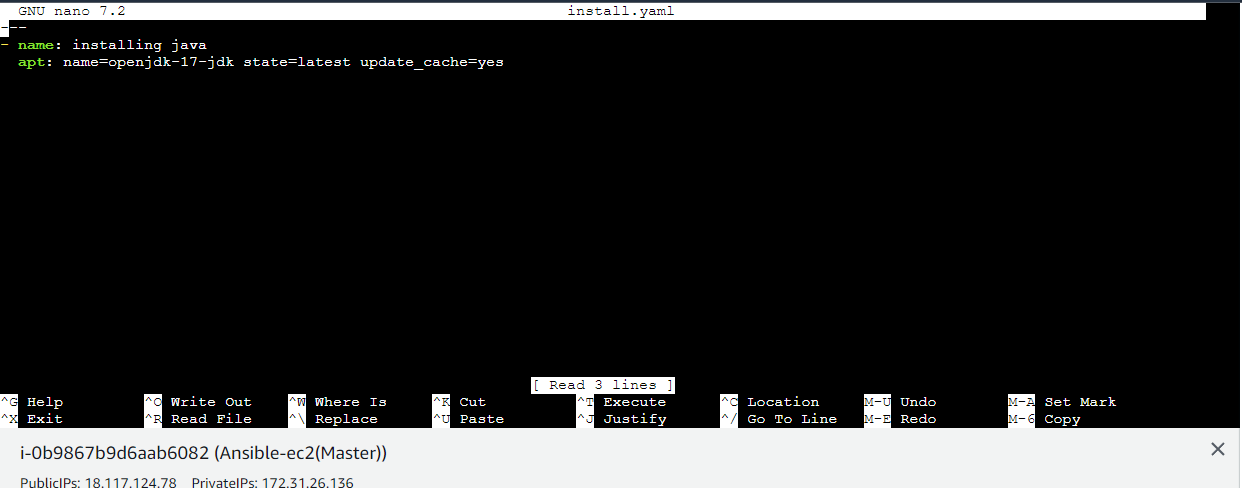 GNU nano 7.2 install.yaml
---
- name: installing java
apt: name=openjdk-17-jdk state=latest update_cache=yes
[ Read 3 lines ]
^G Help ^O Write Out ^W Where Is ^K Cut ^T Execute ^C Location M-U Undo M-A Set Mark
^X Exit ^R Read File ^\ Replace ^U Paste ^J Justify ^/ Go To Line M-E Redo M-6 Copy
i-0b9867b9d6aab6082 (Ansible-ec2(Master))
PublicIPs: 18.117.124.78 PrivateIPs: 172.31.26.136